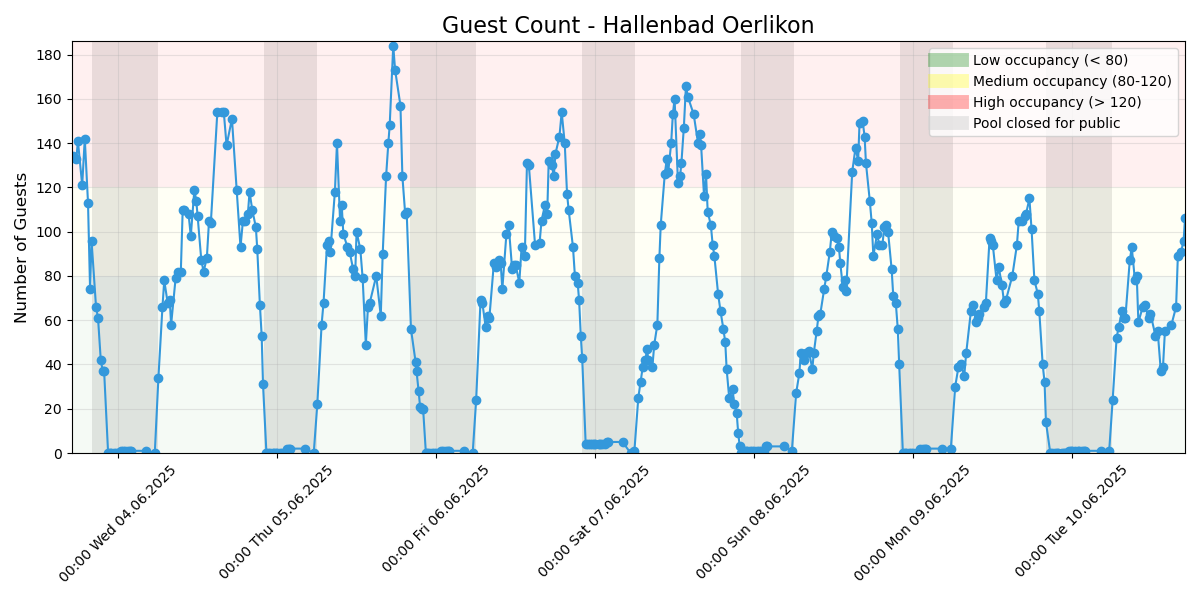 Guest Count - Hallenbad Oerlikon
Number of Guests
180
160
140
120
100
80
60
40
20
0
Low occupancy (< 80)
Medium occupancy (80-120)
High occupancy (> 120)
Pool closed for public
00:00 Wed 04.06.2025
00:00 Thu 05.06.2025
00:00 Fri 06.06.2025
00:00 Sat 07.06.2025
00:00 Sun 08.06.2025
00:00 Mon 09.06.2025
00:00 Tue 10.06.2025